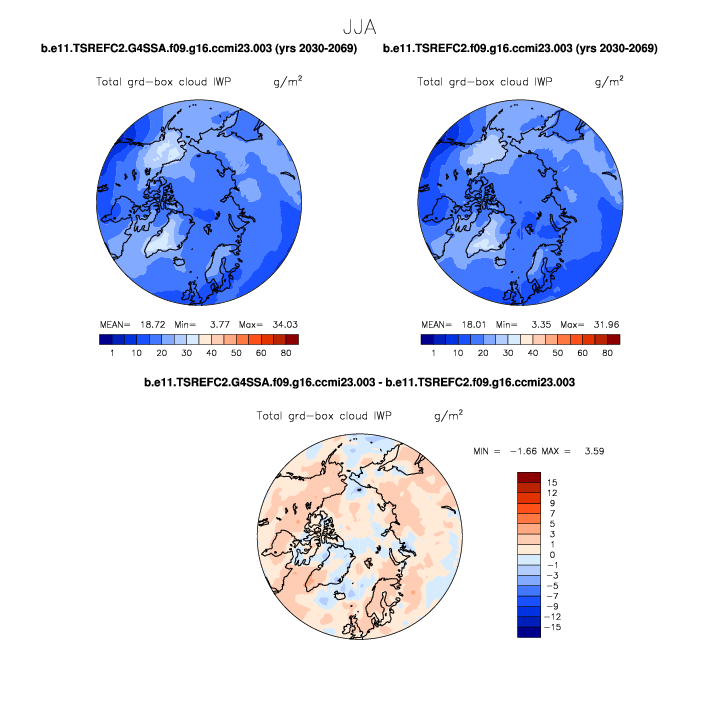 JJA
b.e11.TSREFC2.G4SSA.f09.g16.ccmi23.003 (yrs 2030-2069) b.e11.TSREFC2.f09.g16.ccmi23.003 (yrs 2030-2069)
Total grd-box cloud IWP g/m² Total grd-box cloud IWP g/m²
MEAN= 18.72 Min= 3.77 Max= 34.03 MEAN= 18.01 Min= 3.35 Max= 31.96
1 10 20 30 40 50 60 80 1 10 20 30 40 50 60 80
b.e11.TSREFC2.G4SSA.f09.g16.ccmi23.003 - b.e11.TSREFC2.f09.g16.ccmi23.003
Total grd-box cloud IWP g/m²
MIN = -1.66 MAX = 3.59
15
12
9
7
5
3
1
0
-1
-3
-5
-7
-9
-12
-15